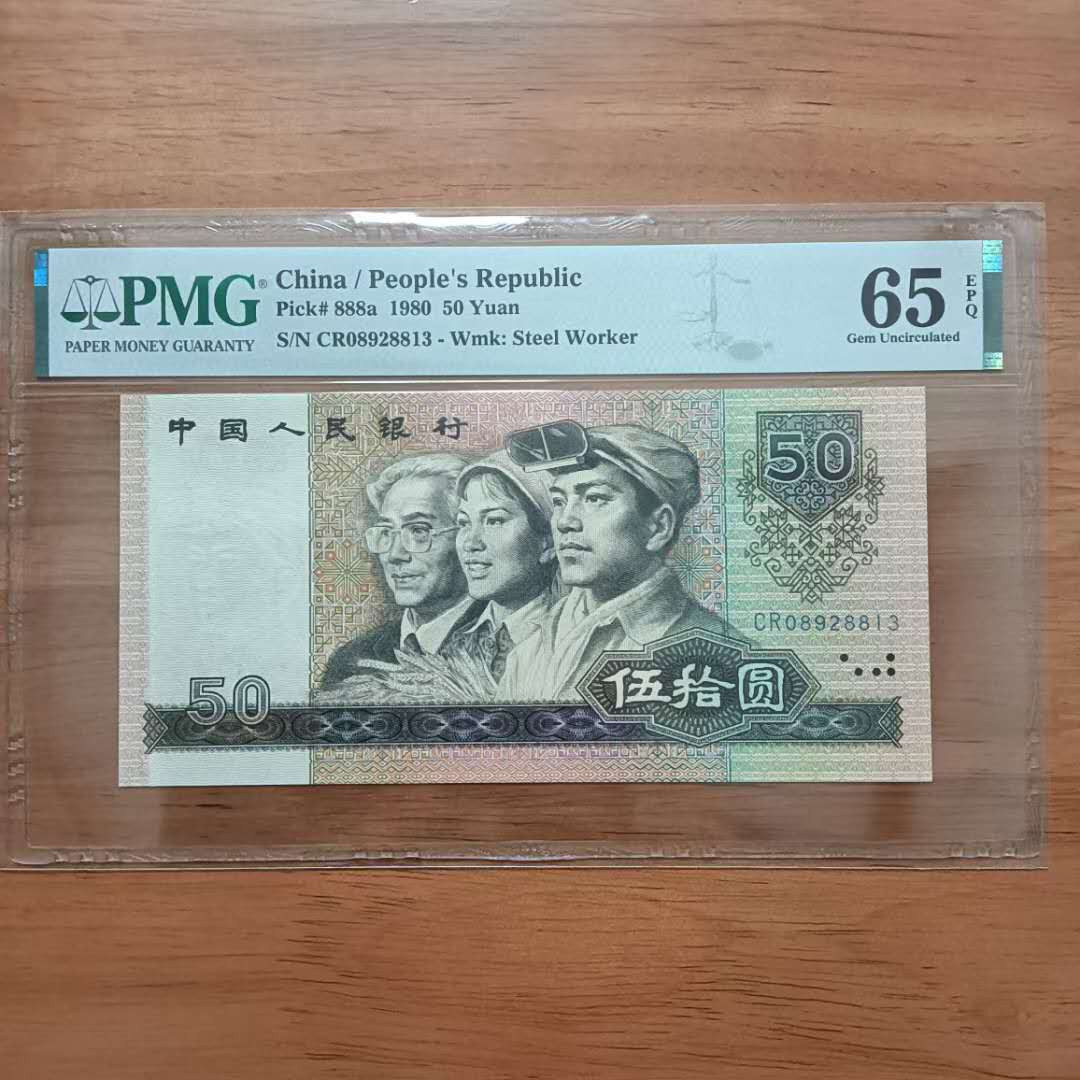 PMG®
PAPER MONEY GUARANTY
China / People's Republic
Pick# 888a 1980 50 Yuan
S/N CR08928813 - Wmk: Steel Worker
65
EPQ
Gem Uncirculated
中国人民银行
50
CR08928813
50
伍拾圆